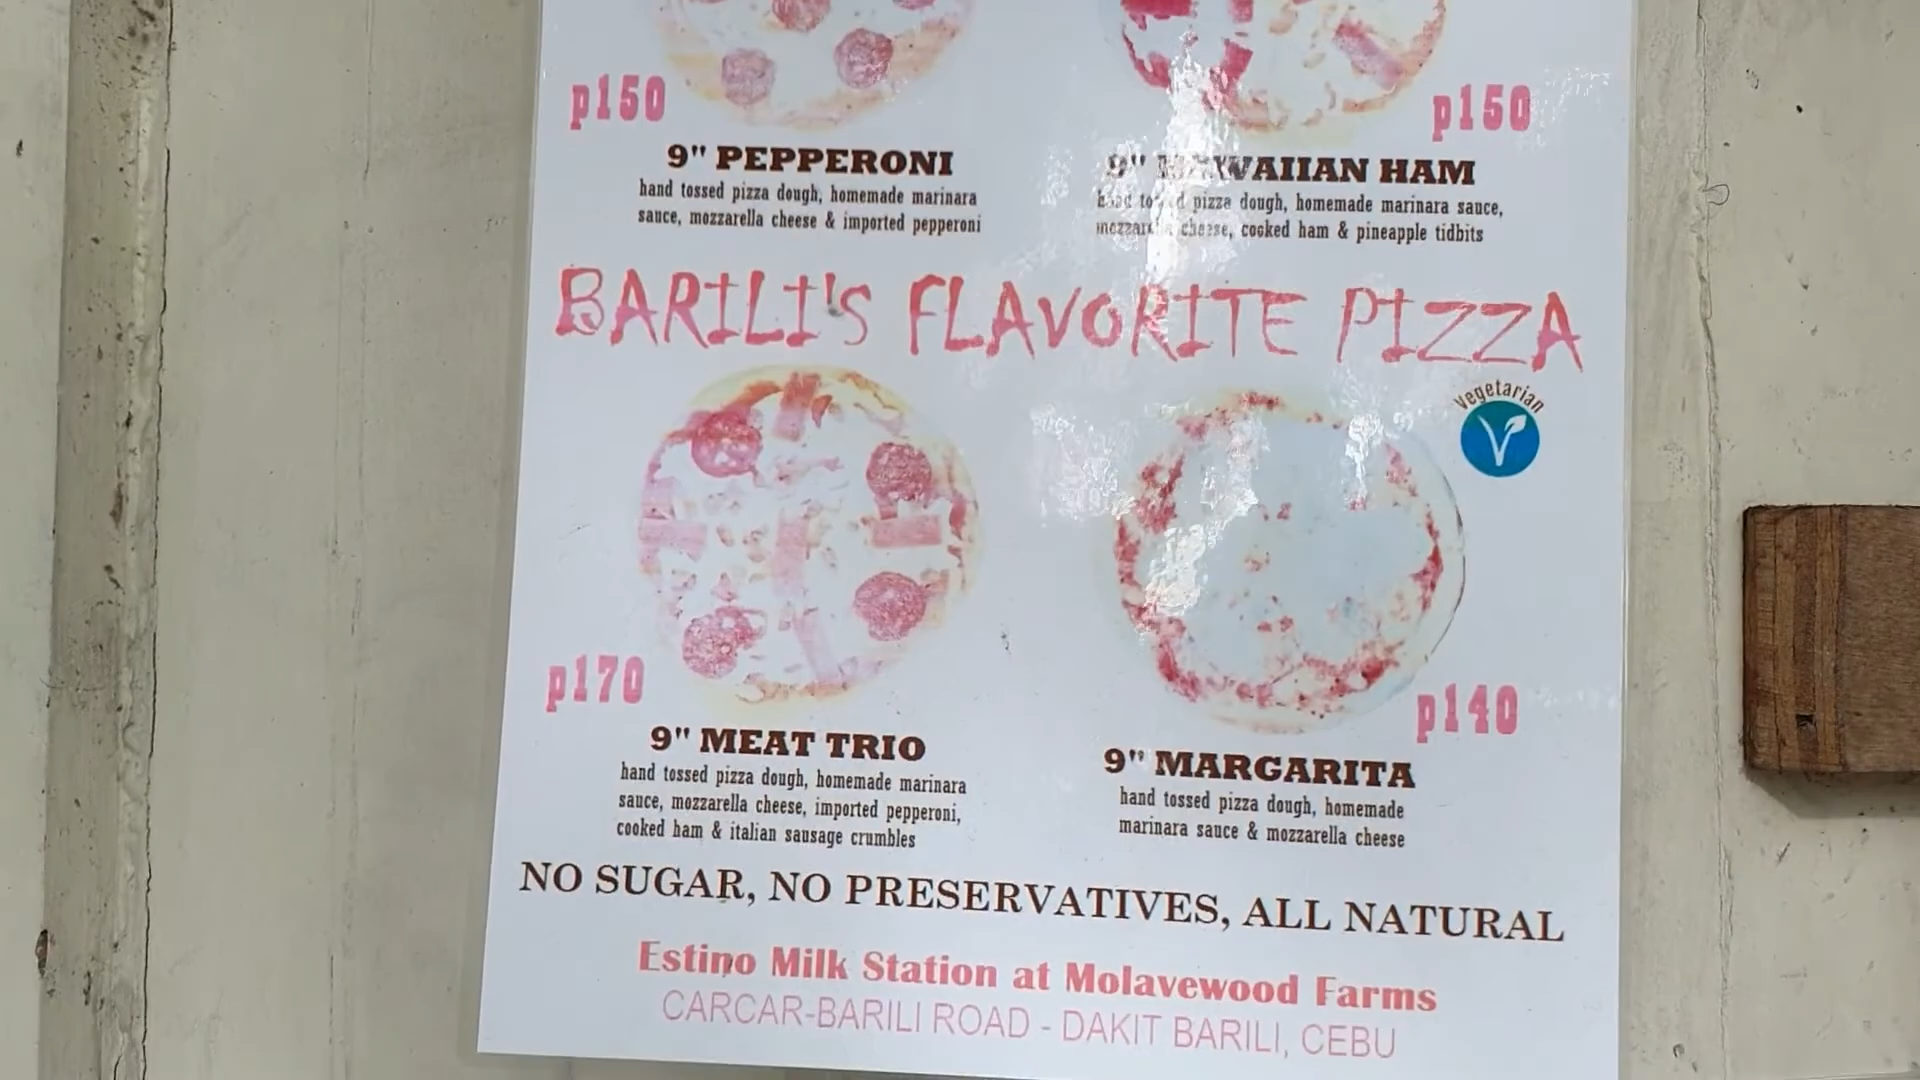 p150
9" PEPPERONI
hand tossed pizza dough, homemade marinara
sauce, mozzarella cheese & imported pepperoni
p150
9" HAWAIIAN HAM
hand tossed pizza dough, homemade marinara sauce,
mozzarella cheese, cooked ham & pineapple tidbits
BARILI'S FLAVORITE PIZZA
p170
9" MEAT TRIO
hand tossed pizza dough, homemade marinara
sauce, mozzarella cheese, imported pepperoni,
cooked ham & italian sausage crumbles
Vegetarian
p140
9" MARGARITA
hand tossed pizza dough, homemade
marinara sauce & mozzarella cheese
NO SUGAR, NO PRESERVATIVES, ALL NATURAL
Estino Milk Station at Molavewood Farms
CARCAR-BARILI ROAD - DAKIT BARILI, CEBU